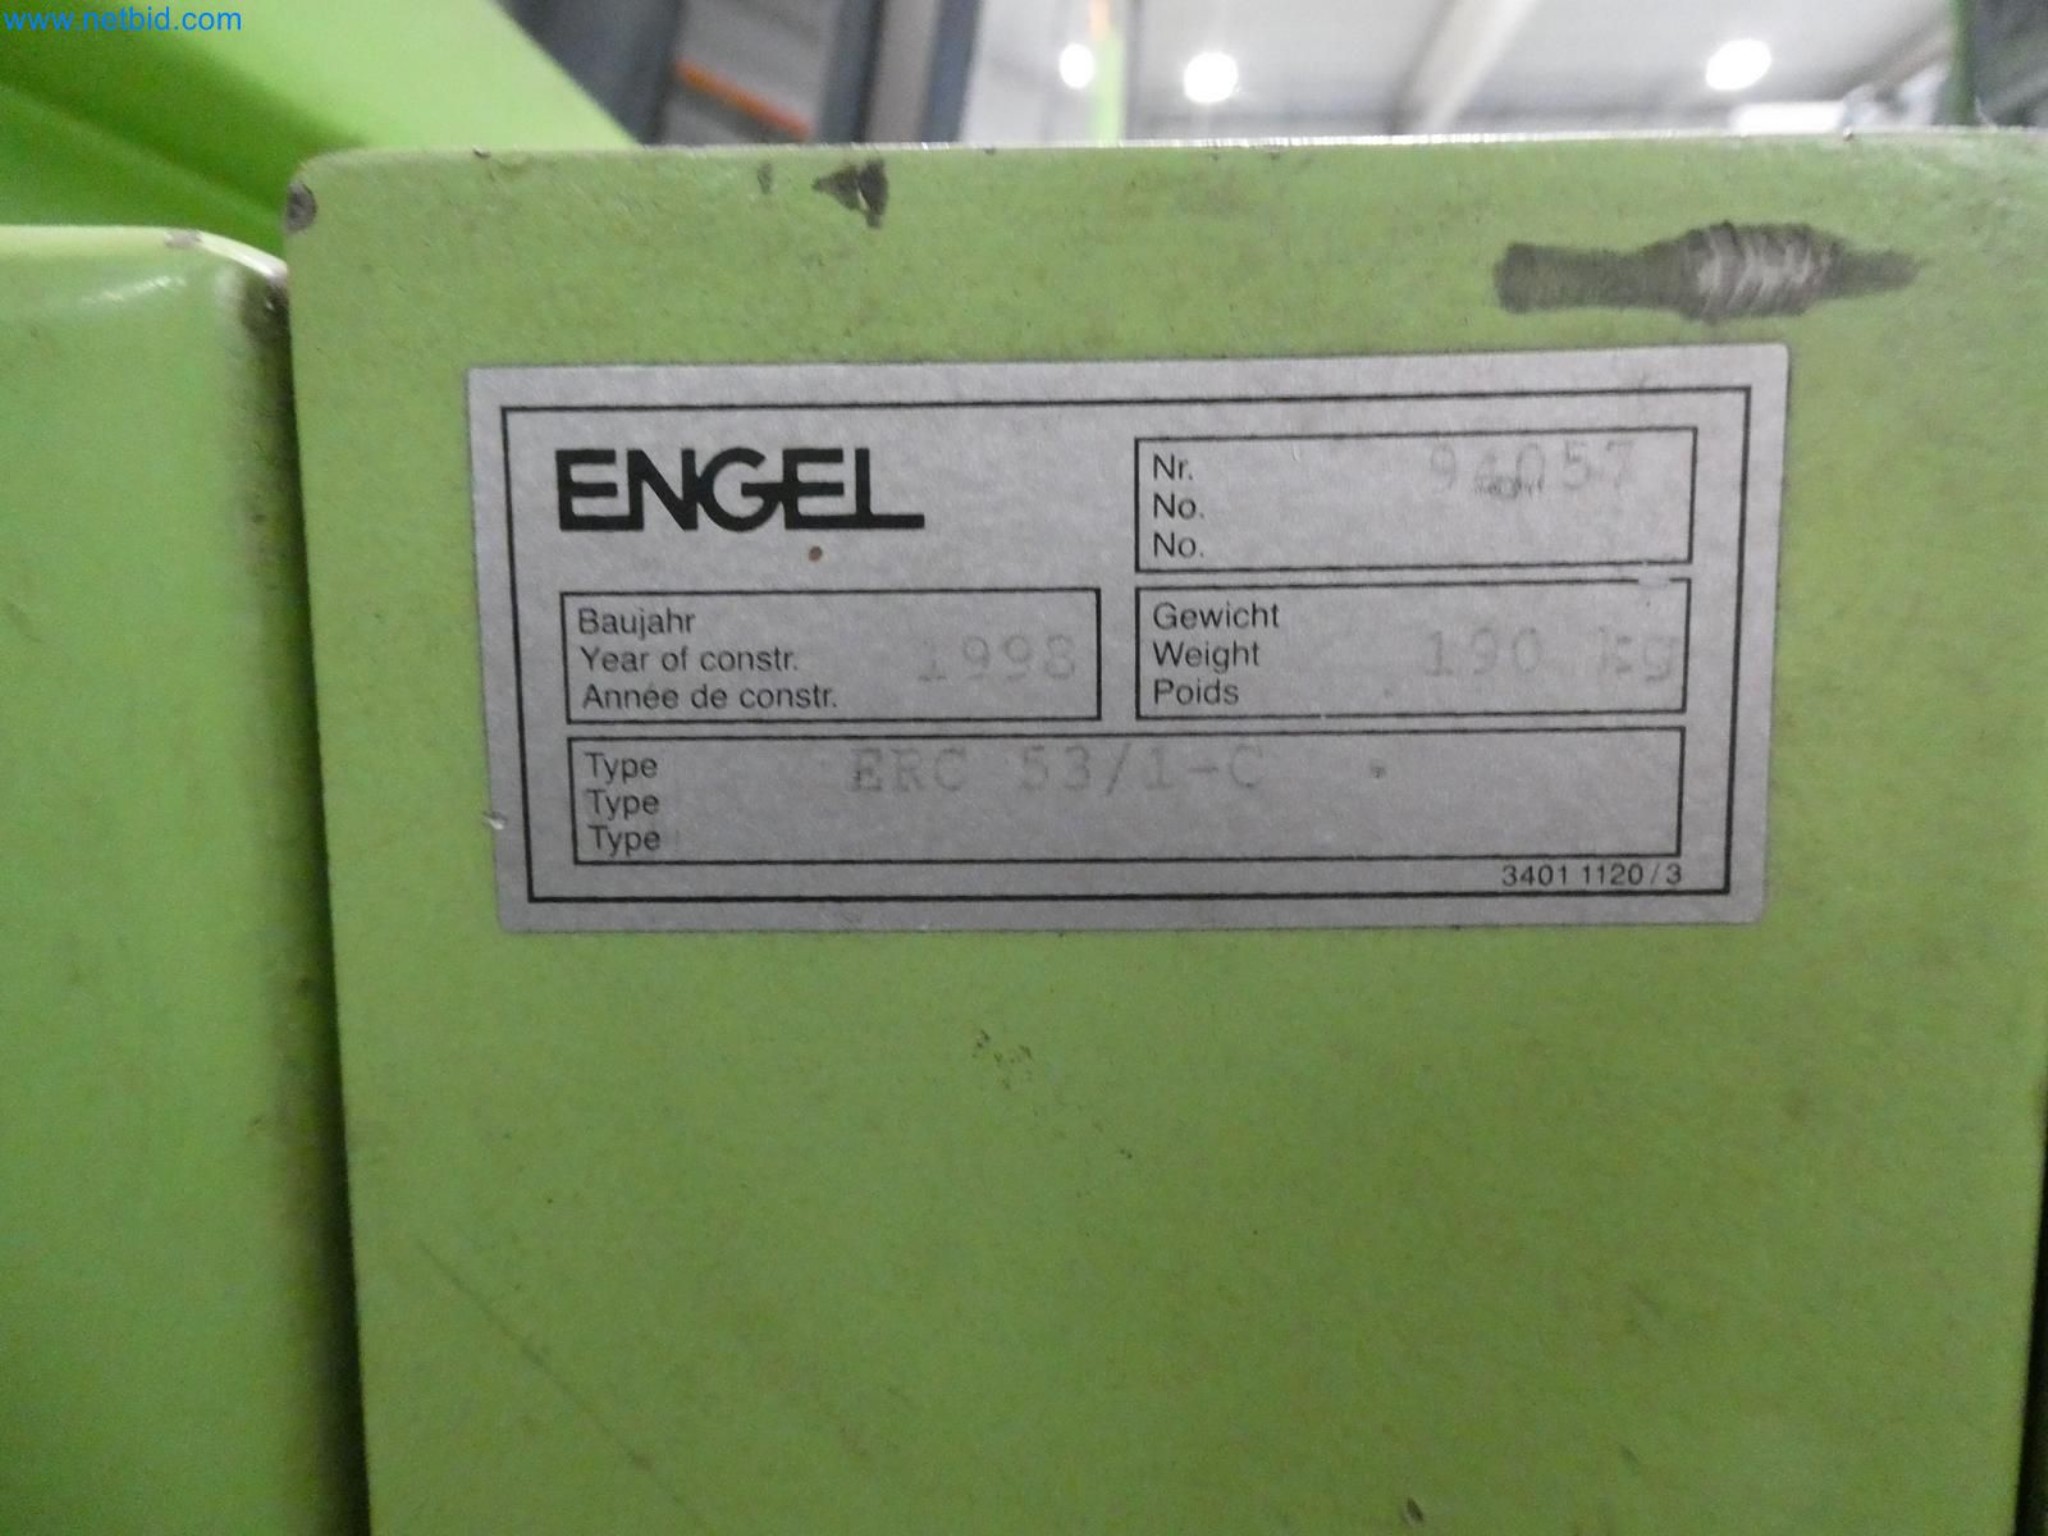 www.netbid.com
ENGEL
Nr. 94057
No.
No.
Baujahr
Year of constr. 1998
Année de constr.
Gewicht
Weight 190 kg
Poids
Type ERC 53/1-C
Type
Type
3401 1120/3